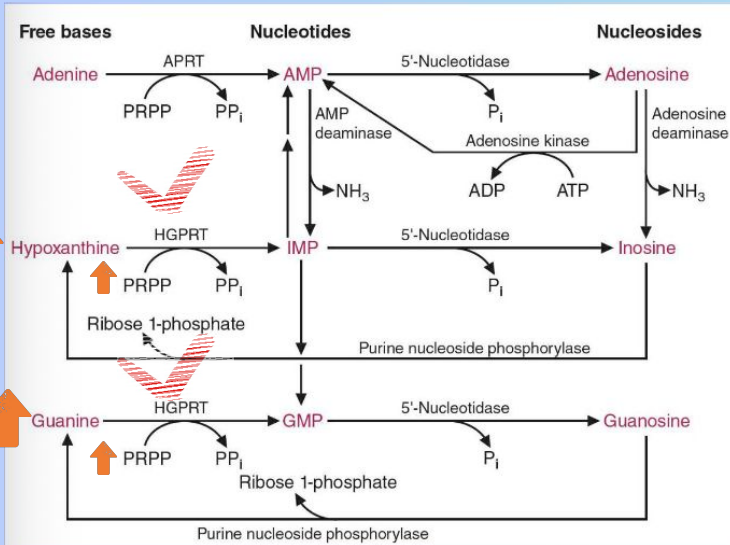 Free bases Nucleotides Nucleosides
APRT 5'-Nucleotidase
Adenine AMP Adenosine
PRPP PPi Pi
AMP deaminase
Adenosine deaminase
Adenosine kinase
NH3 ADP ATP NH3
HGPRT 5'-Nucleotidase
Hypoxanthine IMP Inosine
PRPP PPi Pi
Ribose 1-phosphate
Purine nucleoside phosphorylase
HGPRT 5'-Nucleotidase
Guanine GMP Guanosine
PRPP PPi Pi
Ribose 1-phosphate
Purine nucleoside phosphorylase